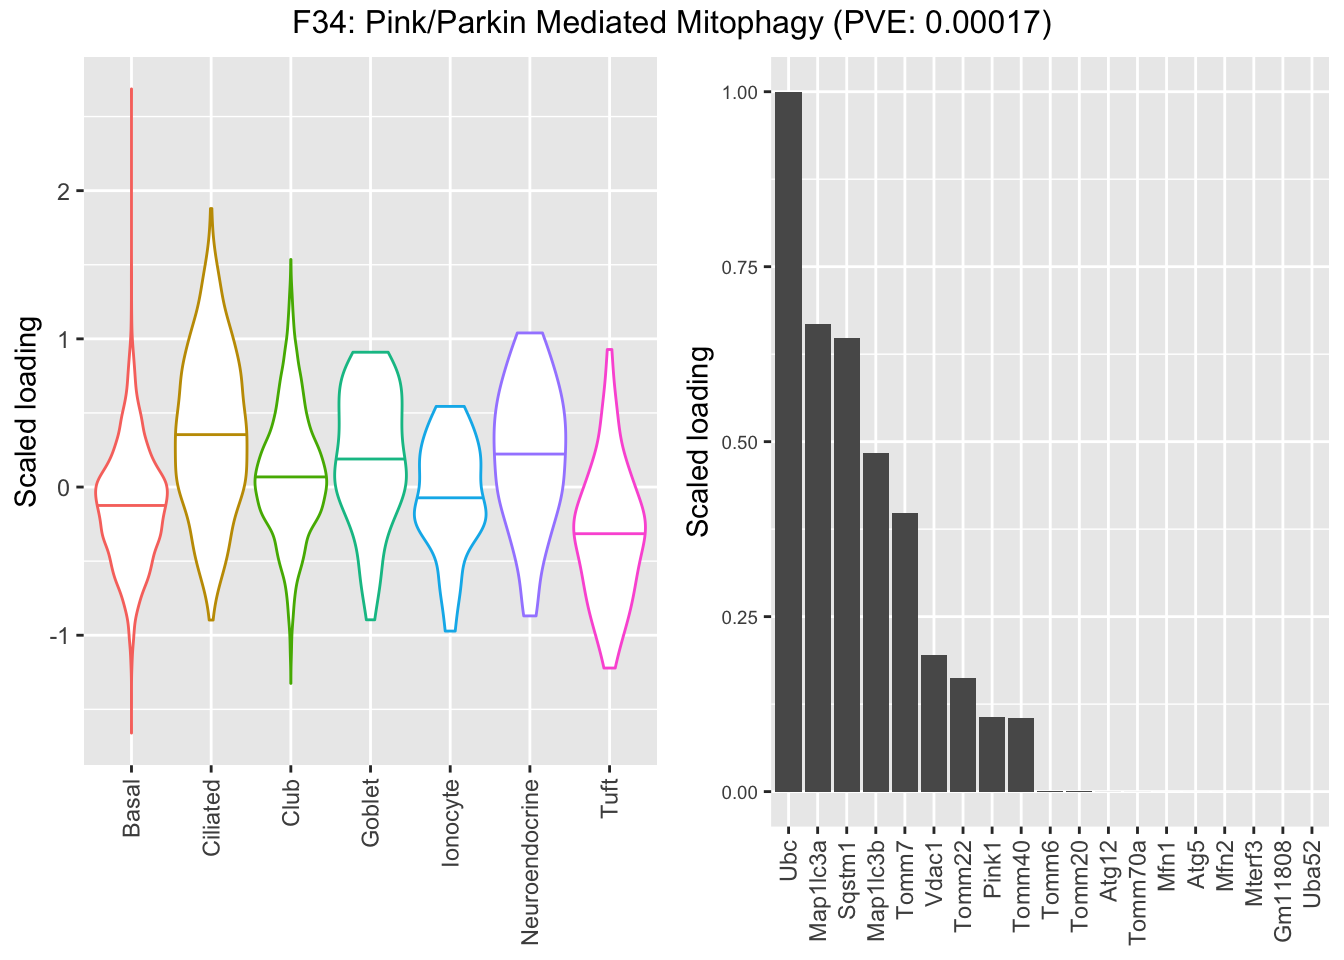 F34: Pink/Parkin Mediated Mitophagy (PVE: 0.00017)
Scaled loading
2
1
0
-1
Basal
Ciliated
Club
Goblet
Ionocyte
Neuroendocrine
Tuft
Scaled loading
1.00
0.75
0.50
0.25
0.00
Ubc
Map1lc3a
Sqstm1
Map1lc3b
Tomm7
Vdac1
Tomm22
Pink1
Tomm40
Tomm6
Tomm20
Atg12
Tomm70a
Mfn1
Atg5
Mfn2
Mterf3
Gm11808
Uba52